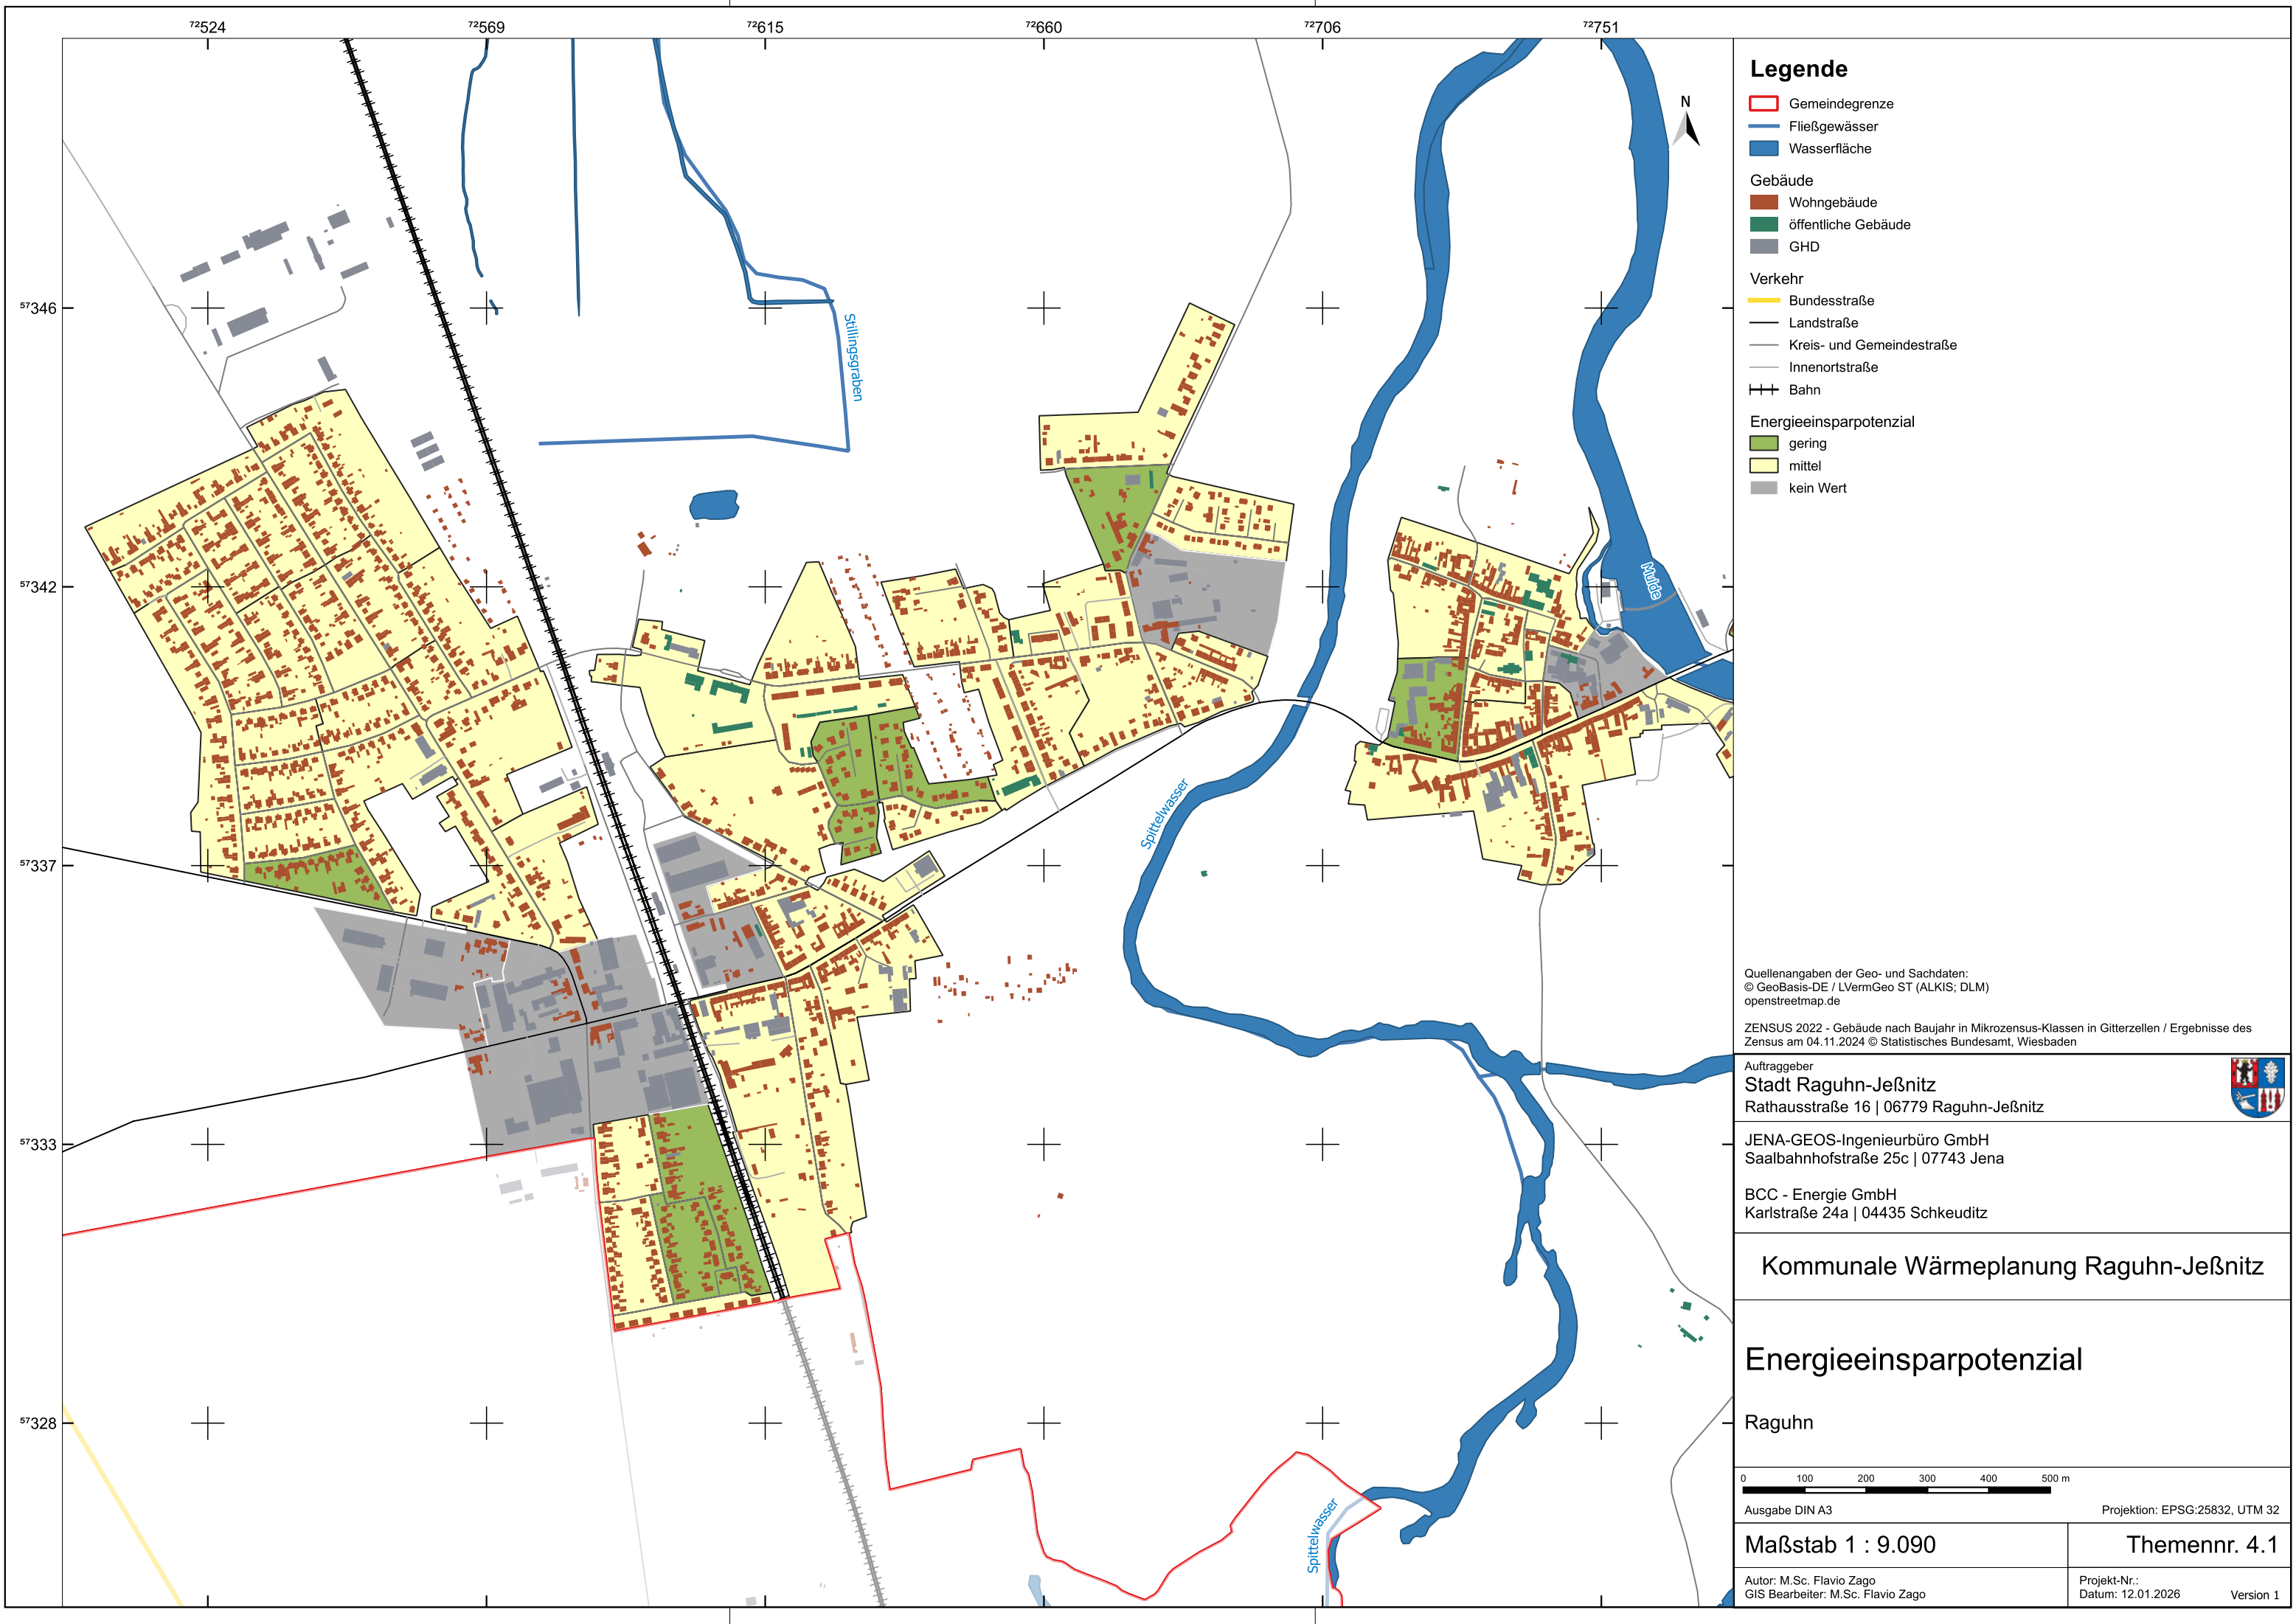 ⁷²524 ⁷²569 ⁷²615 ⁷²660 ⁷²706 ⁷²751
⁵⁷346
⁵⁷342
⁵⁷337
⁵⁷333
⁵⁷328
Stillingsgraben
Mulde
Spittelwasser
Spittelwasser
N
Legende
Gemeindegrenze
Fließgewässer
Wasserfläche
Gebäude
Wohngebäude
öffentliche Gebäude
GHD
Verkehr
Bundesstraße
Landstraße
Kreis- und Gemeindestraße
Innenortstraße
Bahn
Energieeinsparpotenzial
gering
mittel
kein Wert
Quellenangaben der Geo- und Sachdaten:
© GeoBasis-DE / LVermGeo ST (ALKIS; DLM)
openstreetmap.de
ZENSUS 2022 - Gebäude nach Baujahr in Mikrozensus-Klassen in Gitterzellen / Ergebnisse des
Zensus am 04.11.2024 © Statistisches Bundesamt, Wiesbaden
Auftraggeber
Stadt Raguhn-Jeßnitz
Rathausstraße 16 | 06779 Raguhn-Jeßnitz
JENA-GEOS-Ingenieurbüro GmbH
Saalbahnhofstraße 25c | 07743 Jena
BCC - Energie GmbH
Karlstraße 24a | 04435 Schkeuditz
Kommunale Wärmeplanung Raguhn-Jeßnitz
Energieeinsparpotenzial
Raguhn
0 100 200 300 400 500 m
Ausgabe DIN A3 Projektion: EPSG:25832, UTM 32
Maßstab 1 : 9.090 Themennr. 4.1
Autor: M.Sc. Flavio Zago Projekt-Nr.:
GIS Bearbeiter: M.Sc. Flavio Zago Datum: 12.01.2026 Version 1